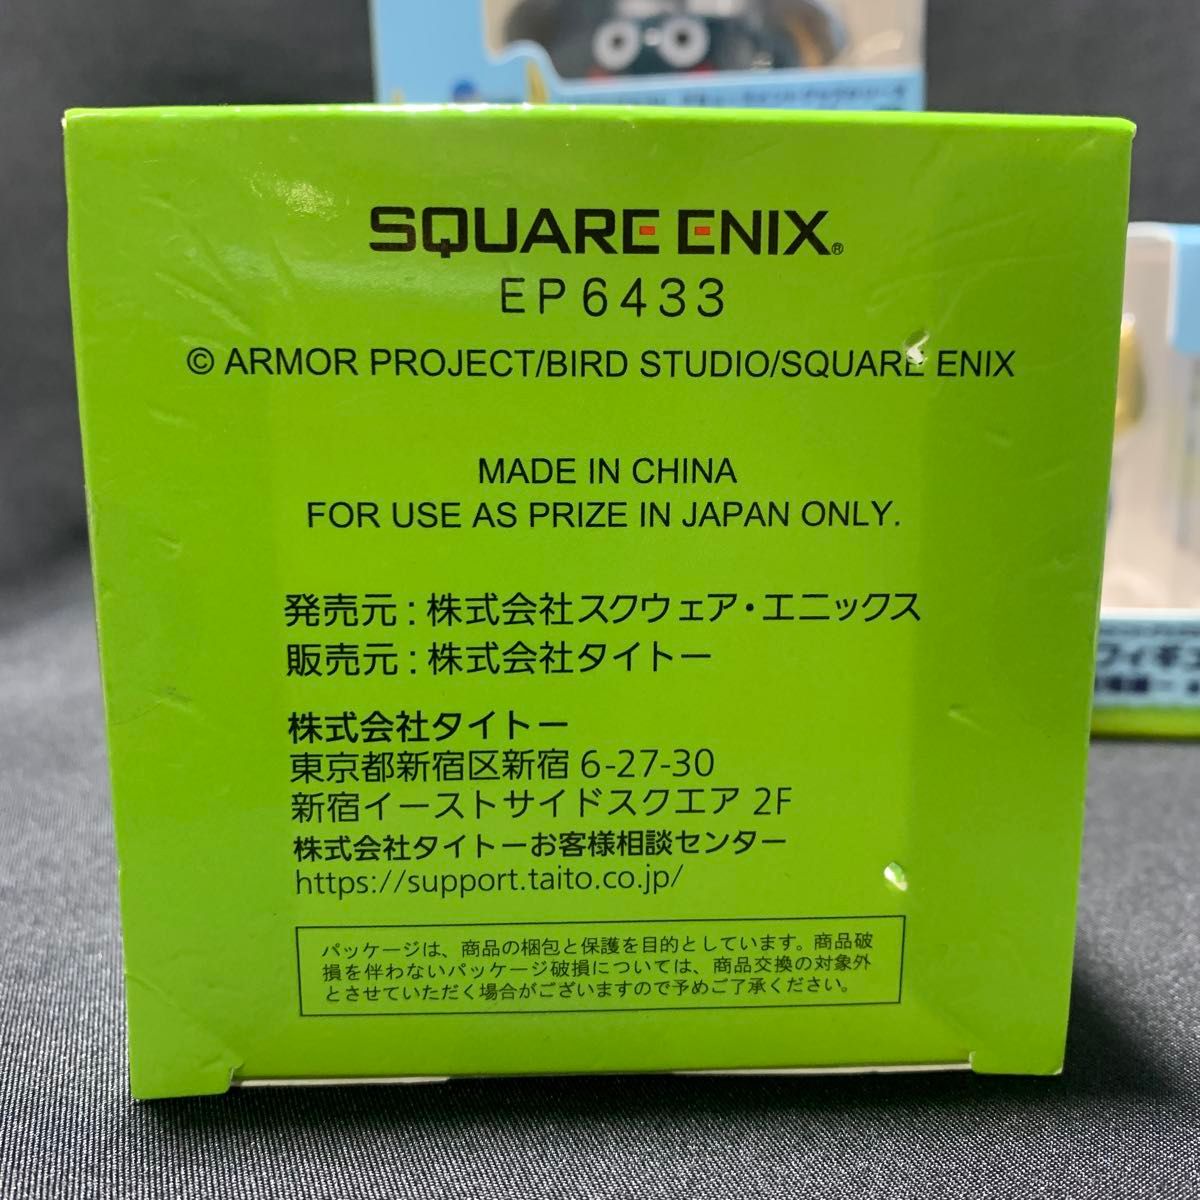 SQUARE ENIX®
EP6433
© ARMOR PROJECT/BIRD STUDIO/SQUARE ENIX
MADE IN CHINA
FOR USE AS PRIZE IN JAPAN ONLY.
発売元:株式会社スクウェア・エニックス
販売元:株式会社タイトー
株式会社タイトー
東京都新宿区新宿 6-27-30
新宿イーストサイドスクエア 2F
株式会社タイトーお客様相談センター
https://support.taito.co.jp/
パッケージは、商品の梱包と保護を目的としています。商品破
損を伴わないパッケージ破損については、商品交換の対象外
とさせていただく場合がございますので予めご了承ください。
フィギュ